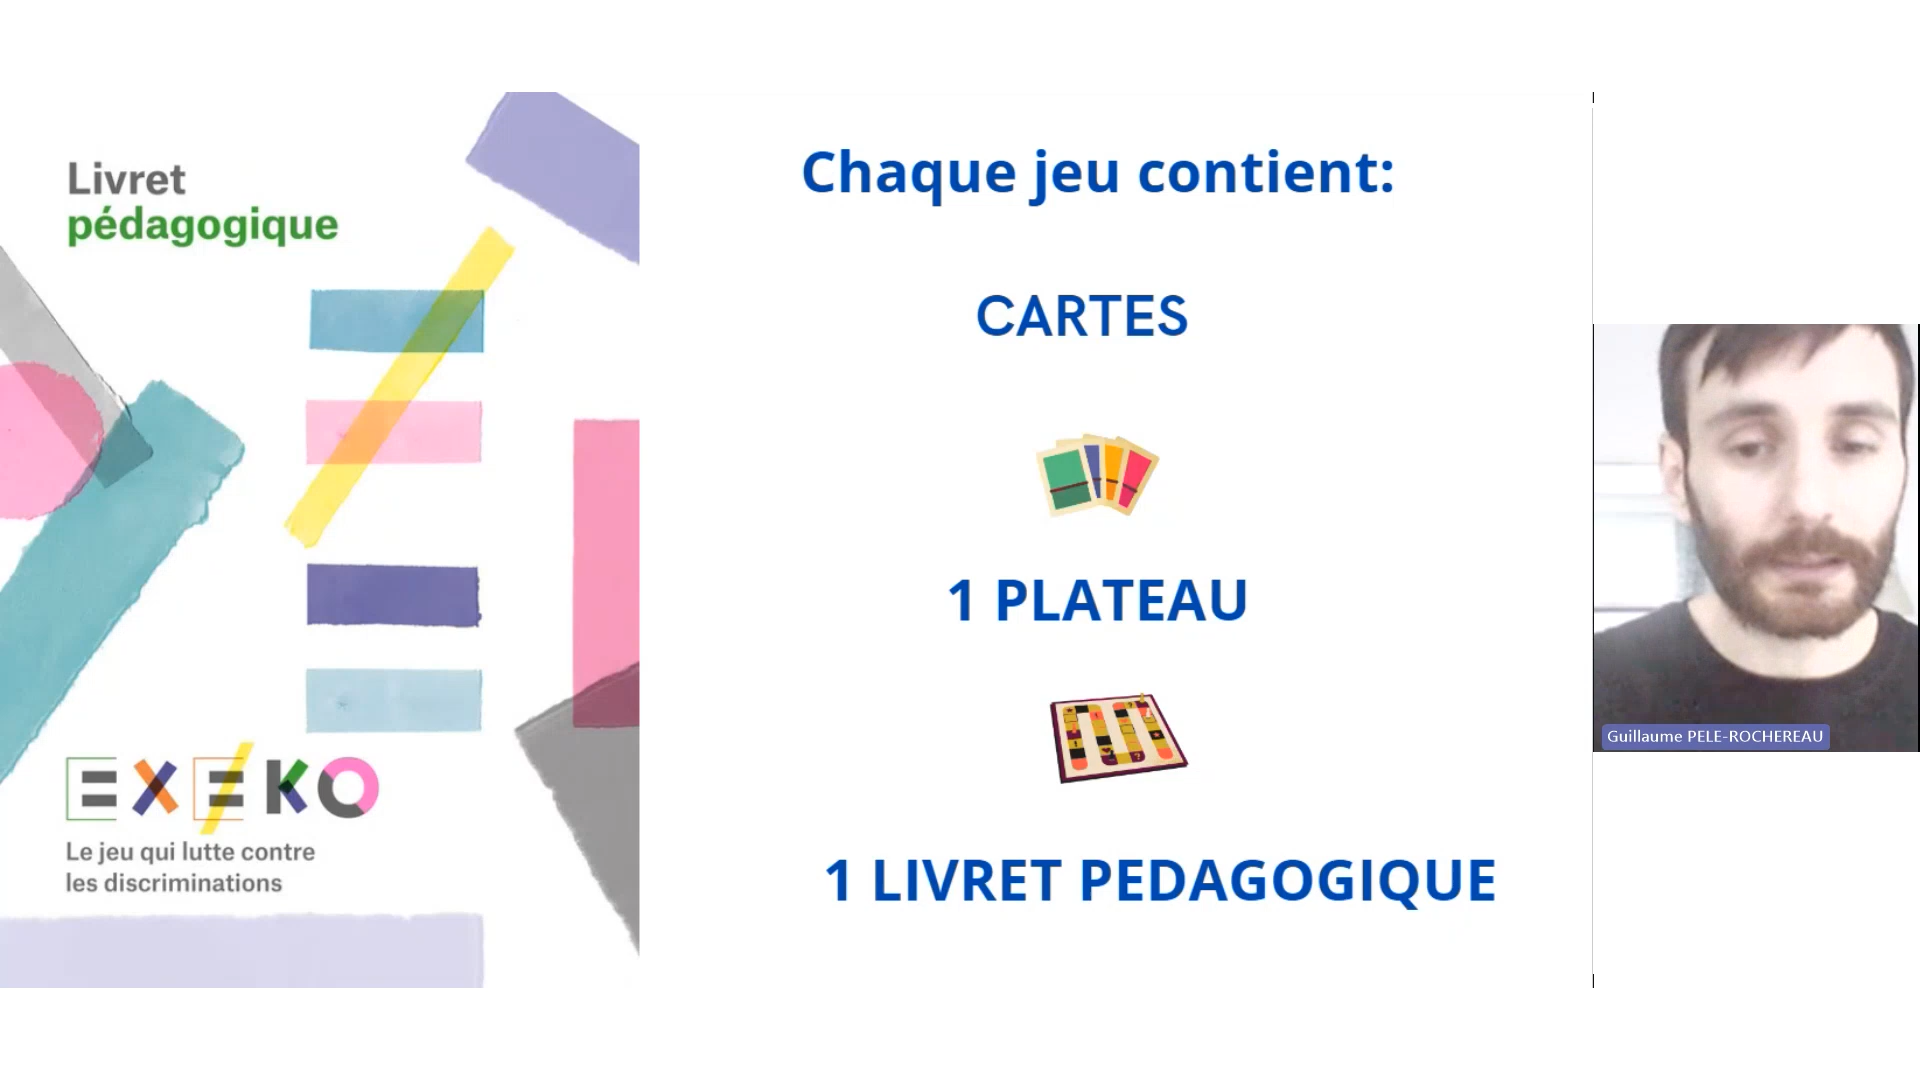 Livret
pédagogique
EXEKO
Le jeu qui lutte contre
les discriminations
Chaque jeu contient:
CARTES
1 PLATEAU
1 LIVRET PEDAGOGIQUE
Guillaume PELE-ROCHEREAU